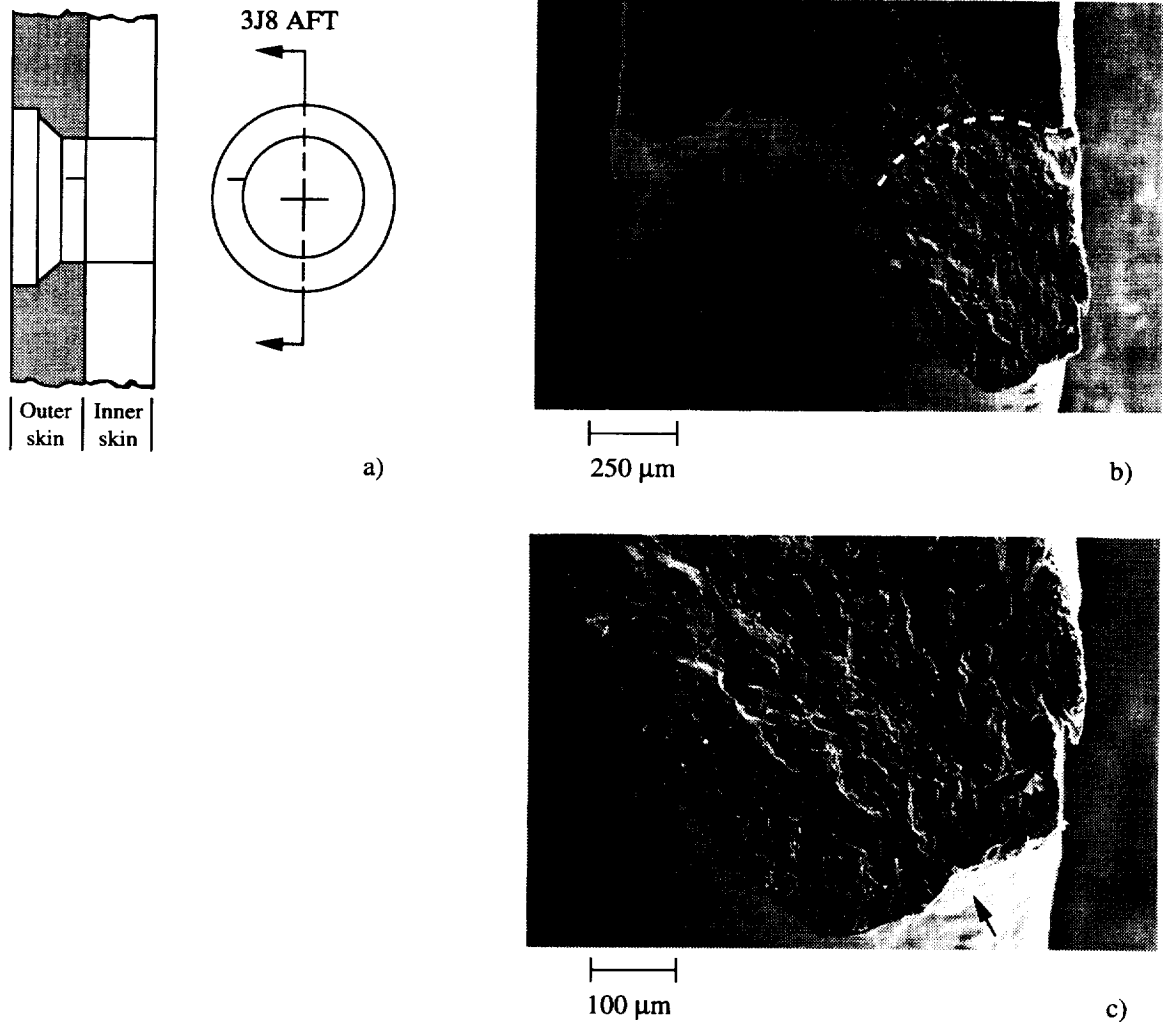 3J8 AFT
Outer skin
Inner skin
a)
250 μm
b)
100 μm
c)